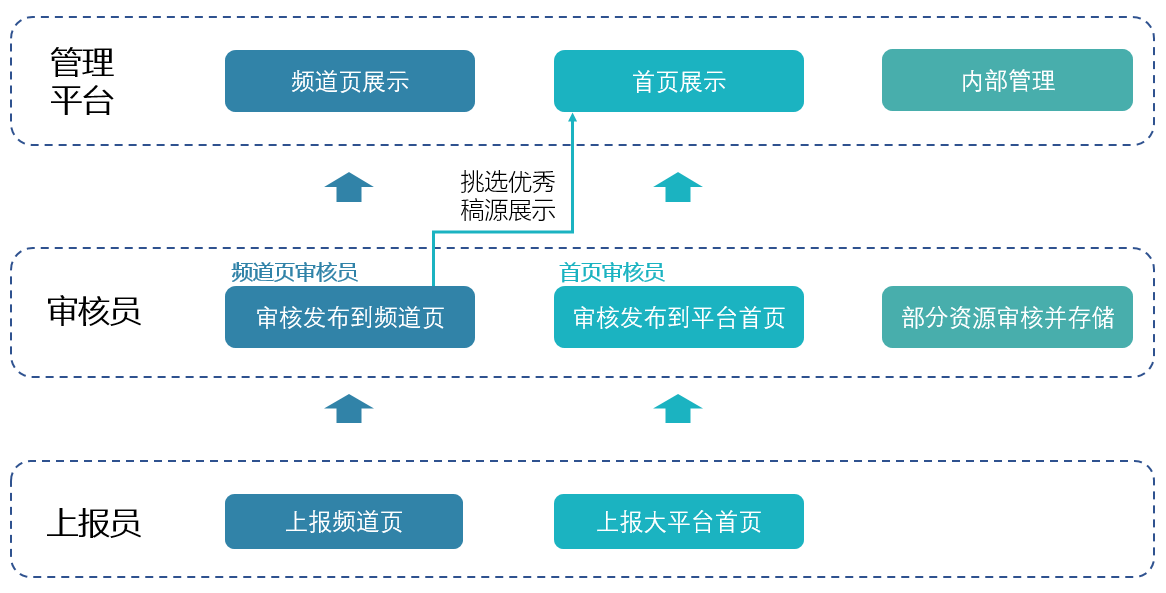 管理
平台
频道页展示
首页展示
内部管理
挑选优秀
稿源展示
频道页审核员
首页审核员
审核员
审核发布到频道页
审核发布到平台首页
部分资源审核并存储
上报员
上报频道页
上报大平台首页